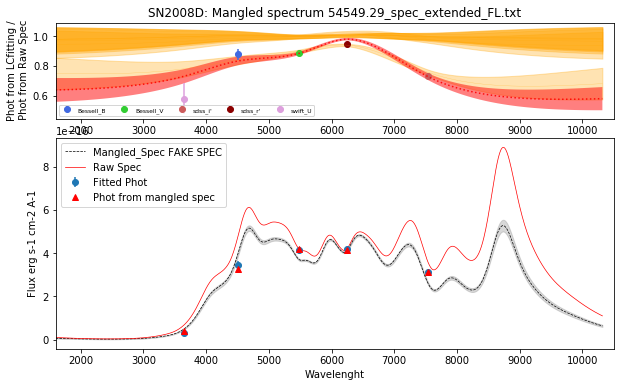 SN2008D: Mangled spectrum 54549.29_spec_extended_FL.txt
Phot from LCfitting /
Phot from Raw Spec
1.0
0.8
0.6
Bessell_B
Bessell_V
sdss_i'
sdss_r'
swift_U
2000 3000 4000 5000 6000 7000 8000 9000 10000
1e−16
Mangled_Spec FAKE SPEC
Raw Spec
Fitted Phot
Phot from mangled spec
Flux erg s-1 cm-2 A-1
8
6
4
2
0
2000 3000 4000 5000 6000 7000 8000 9000 10000
Wavelenght